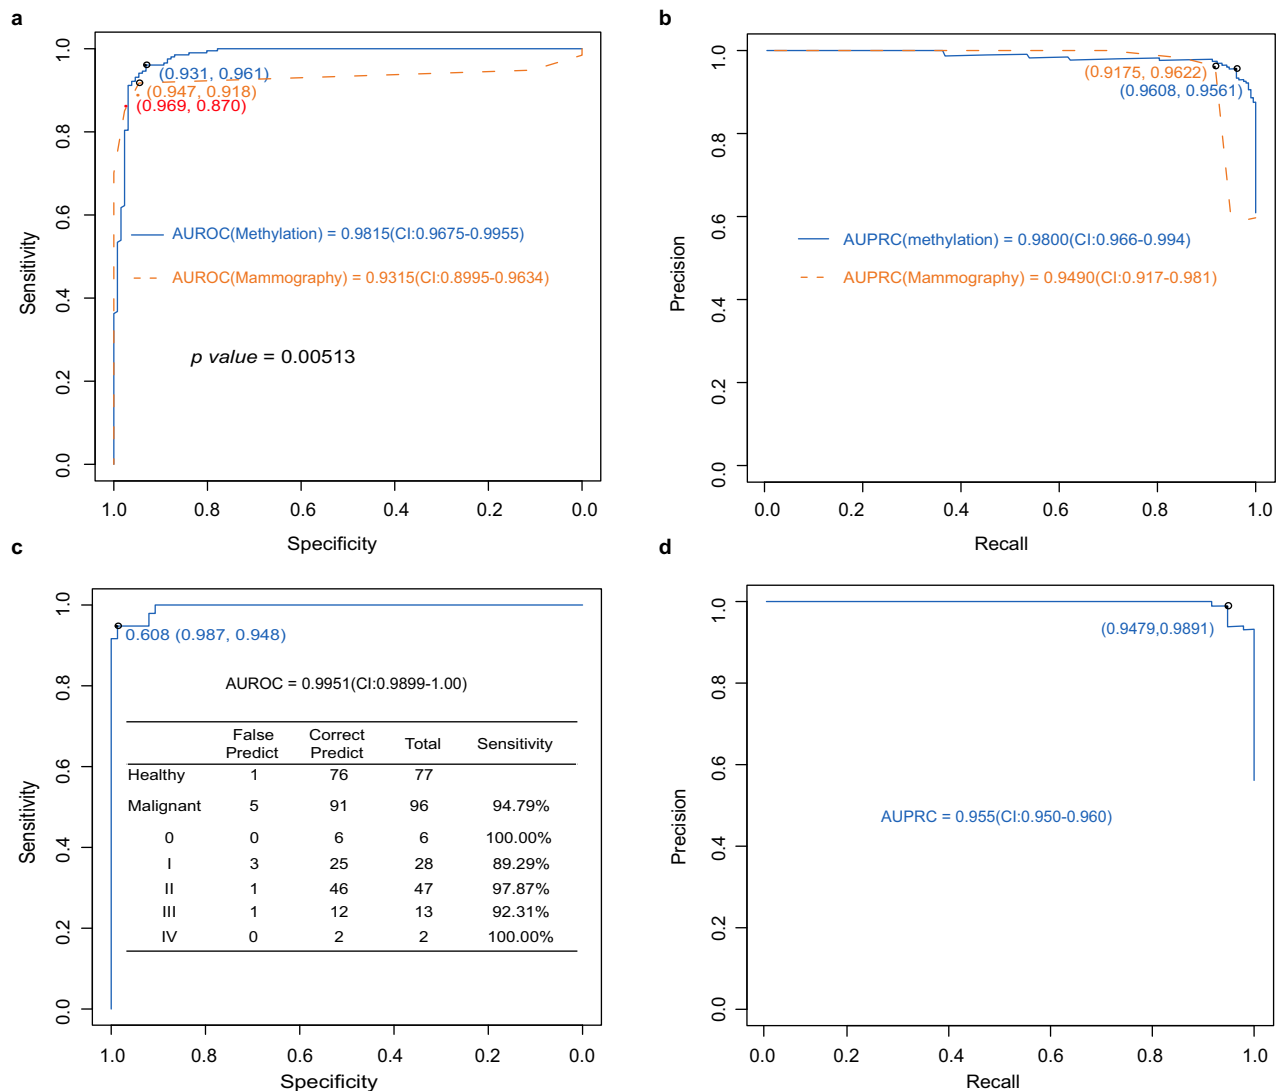 a
1.0
0.8
0.6
0.4
0.2
0.0
Sensitivity
(0.931, 0.961)
(0.947, 0.918)
(0.969, 0.870)
AUROC(Methylation) = 0.9815(CI:0.9675-0.9955)
AUROC(Mammography) = 0.9315(CI:0.8995-0.9634)
p value = 0.00513
1.0 0.8 0.6 0.4 0.2 0.0
Specificity
b
1.0
0.8
0.6
0.4
0.2
0.0
Precision
(0.9175, 0.9622)
(0.9608, 0.9561)
AUPRC(methylation) = 0.9800(CI:0.966-0.994)
AUPRC(Mammography) = 0.9490(CI:0.917-0.981)
0.0 0.2 0.4 0.6 0.8 1.0
Recall
c
1.0
0.8
0.6
0.4
0.2
0.0
Sensitivity
0.608 (0.987, 0.948)
AUROC = 0.9951(CI:0.9899-1.00)
False Predict Correct Predict Total Sensitivity
Healthy 1 76 77
Malignant 5 91 96 94.79%
0 0 6 6 100.00%
I 3 25 28 89.29%
II 1 46 47 97.87%
III 1 12 13 92.31%
IV 0 2 2 100.00%
1.0 0.8 0.6 0.4 0.2 0.0
Specificity
d
1.0
0.8
0.6
0.4
0.2
0.0
Precision
(0.9479,0.9891)
AUPRC = 0.955(CI:0.950-0.960)
0.0 0.2 0.4 0.6 0.8 1.0
Recall